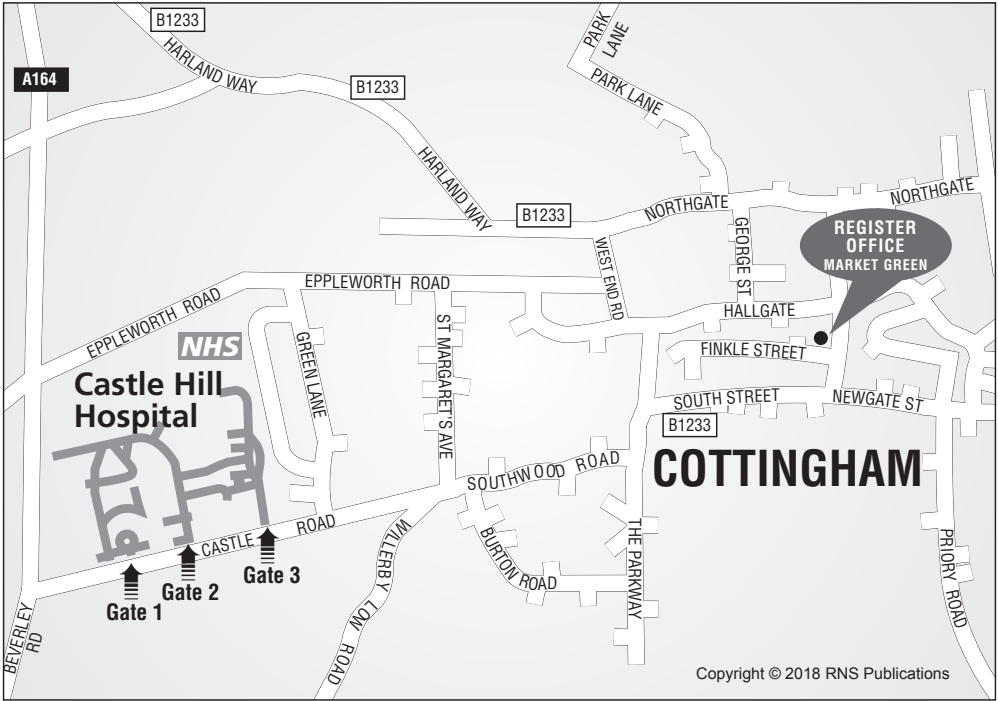 B1233
PARK
LANE
HARLAND WAY
A164
B1233
PARK LANE
HARLAND WAY
NORTHGATE
NORTHGATE
B1233
REGISTER
OFFICE
MARKET GREEN
GEORGE ST
WEST END RD
EPPLEWORTH ROAD
EPPLEWORTH ROAD
HALLGATE
NHS
FINKLE STREET
GREEN LANE
ST MARGARET'S AVE
Castle Hill
Hospital
SOUTH STREET
NEWGATE ST
B1233
COTTINGHAM
SOUTHWOOD ROAD
CASTLE ROAD
WILLERBY LOW ROAD
BURTON ROAD
THE PARKWAY
PRIORY ROAD
Gate 3
Gate 2
Gate 1
BEVERLEY
RD
Copyright © 2018 RNS Publications